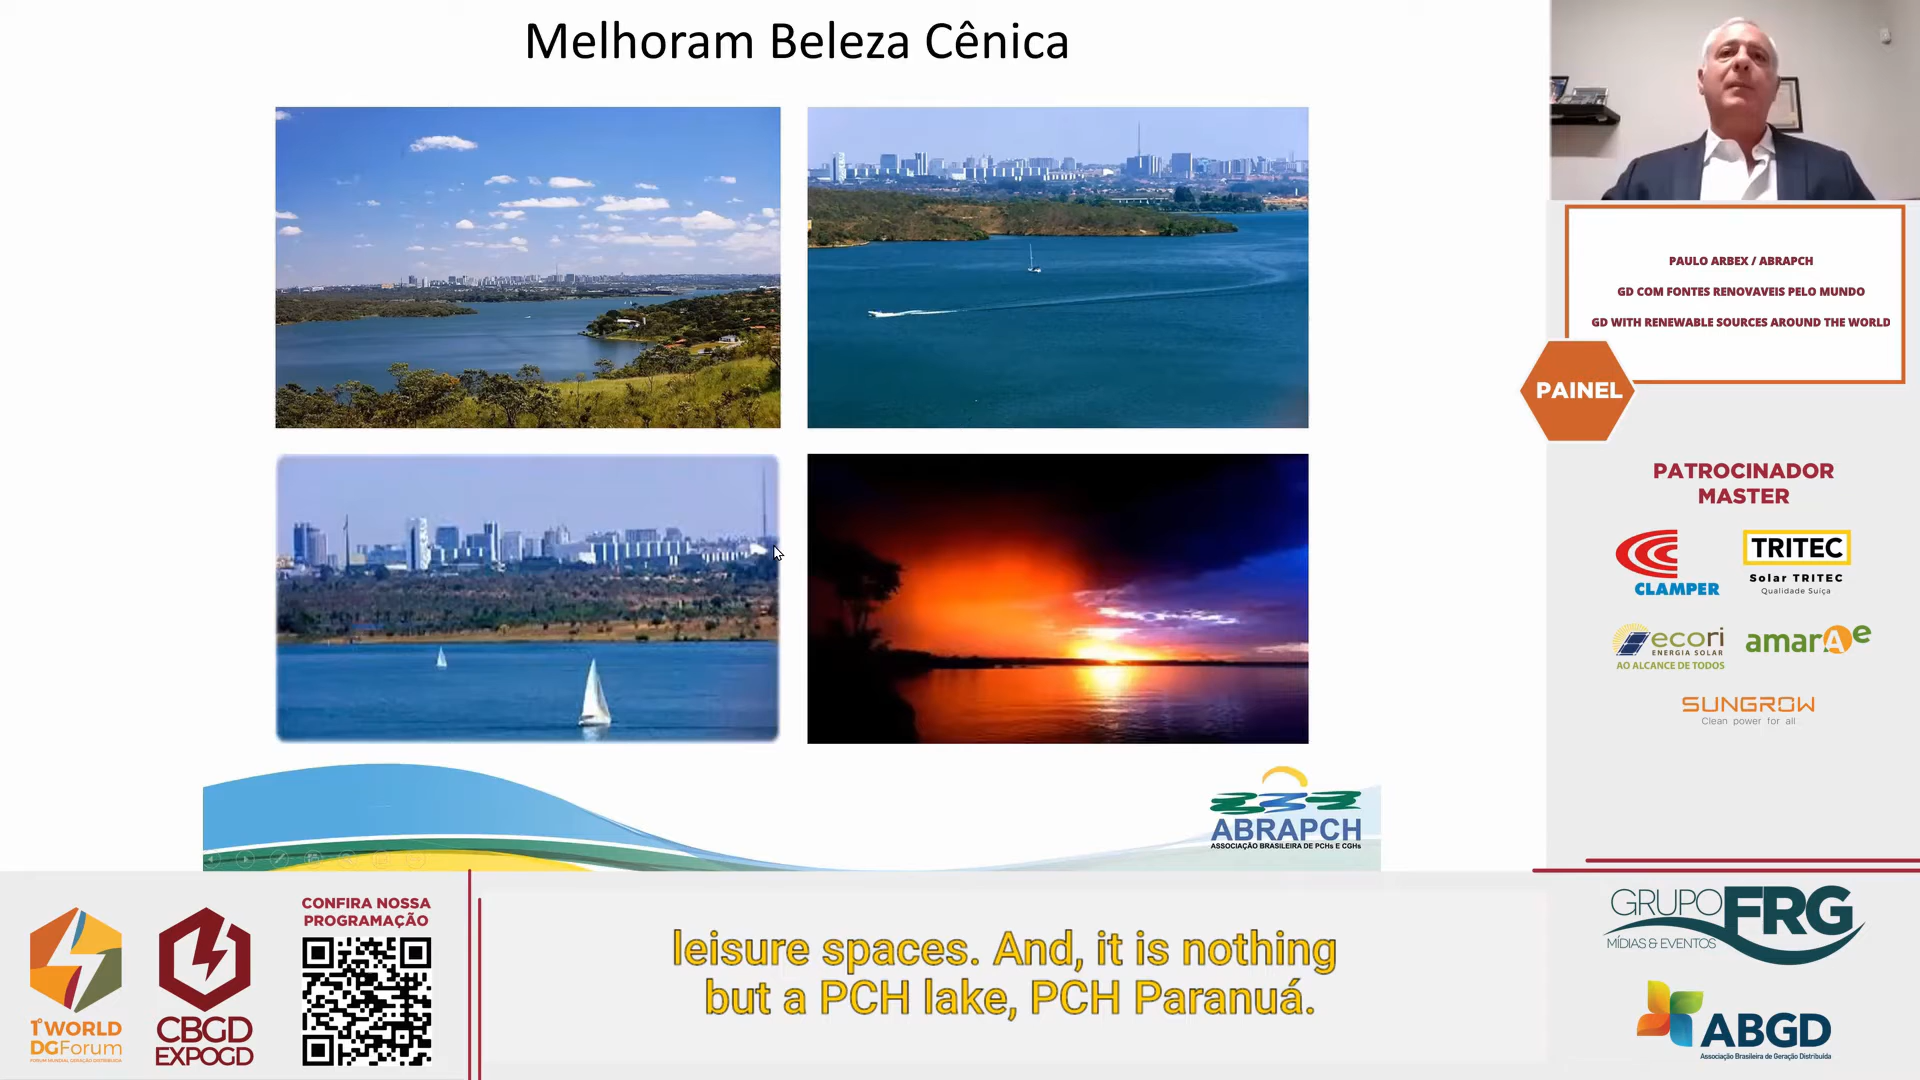 Melhoram Beleza Cênica
PAULO ARBEX / ABRAPCH
GD COM FONTES RENOVAVEIS PELO MUNDO
GD WITH RENEWABLE SOURCES AROUND THE WORLD
PAINEL
PATROCINADOR
MASTER
CLAMPER
TRITEC
Solar TRITEC
Qualidade Suíça
ecori
ENERGIA SOLAR
AO ALCANCE DE TODOS
amarAe
SUNGROW
Clean power for all
ABRAPCH
ASSOCIAÇÃO BRASILEIRA DE PCHs E CGHs
1º WORLD
DGForum
FORUM MUNDIAL GERAÇÃO DISTRIBUÍDA
CBGD
EXPOGD
CONFIRA NOSSA
PROGRAMAÇÃO
leisure spaces. And, it is nothing
but a PCH lake, PCH Paranuá.
GRUPO FRG
MÍDIAS & EVENTOS
ABGD
Associação Brasileira de Geração Distribuída